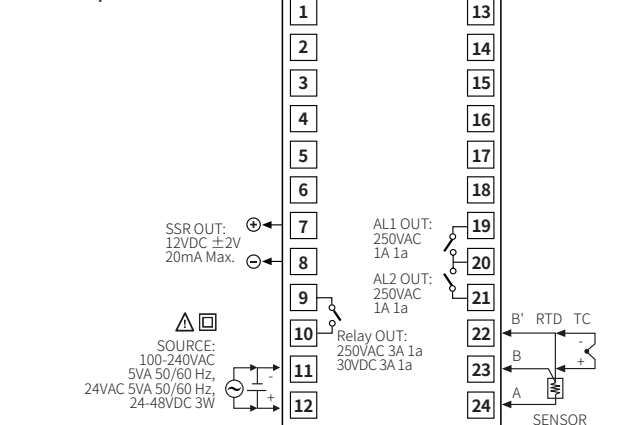 1
2
3
4
5
6
7
8
9
10
11
12
13
14
15
16
17
18
19
20
21
22
23
24
SSR OUT:
12VDC ±2V
20mA Max.
+
−
SOURCE:
100-240VAC
5VA 50/60 Hz,
24VAC 5VA 50/60 Hz,
24-48VDC 3W
-
+
Relay OUT:
250VAC 3A 1a
30VDC 3A 1a
AL1 OUT:
250VAC
1A 1a
AL2 OUT:
250VAC
1A 1a
B' RTD TC
-
+
B
A
SENSOR